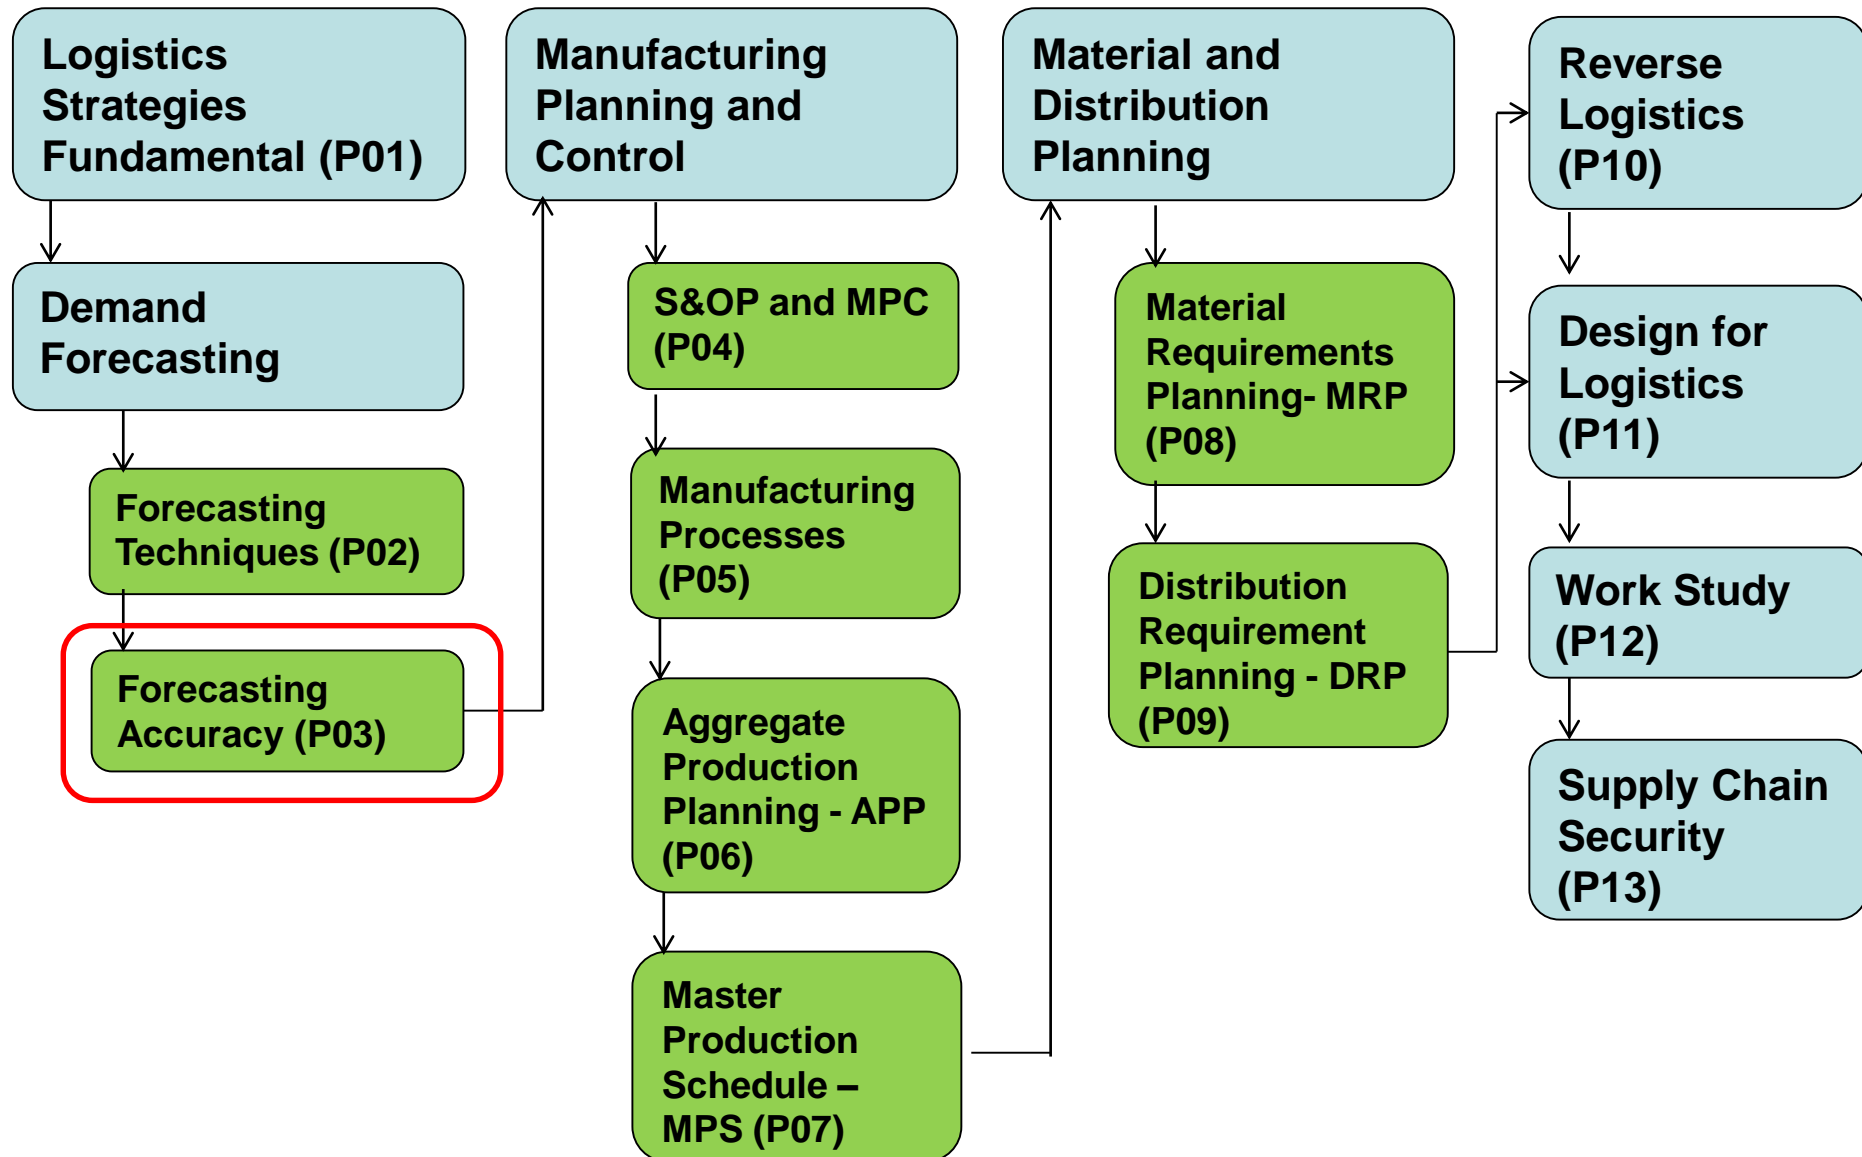 Logistics
Strategies
Fundamental (P01)
Demand
Forecasting
Forecasting
Techniques (P02)
Forecasting
Accuracy (P03)
Manufacturing
Planning and
Control
S&OP and MPC
(P04)
Manufacturing
Processes
(P05)
Aggregate
Production
Planning - APP
(P06)
Master
Production
Schedule –
MPS (P07)
Material and
Distribution
Planning
Material
Requirements
Planning- MRP
(P08)
Distribution
Requirement
Planning - DRP
(P09)
Reverse
Logistics
(P10)
Design for
Logistics
(P11)
Work Study
(P12)
Supply Chain
Security
(P13)